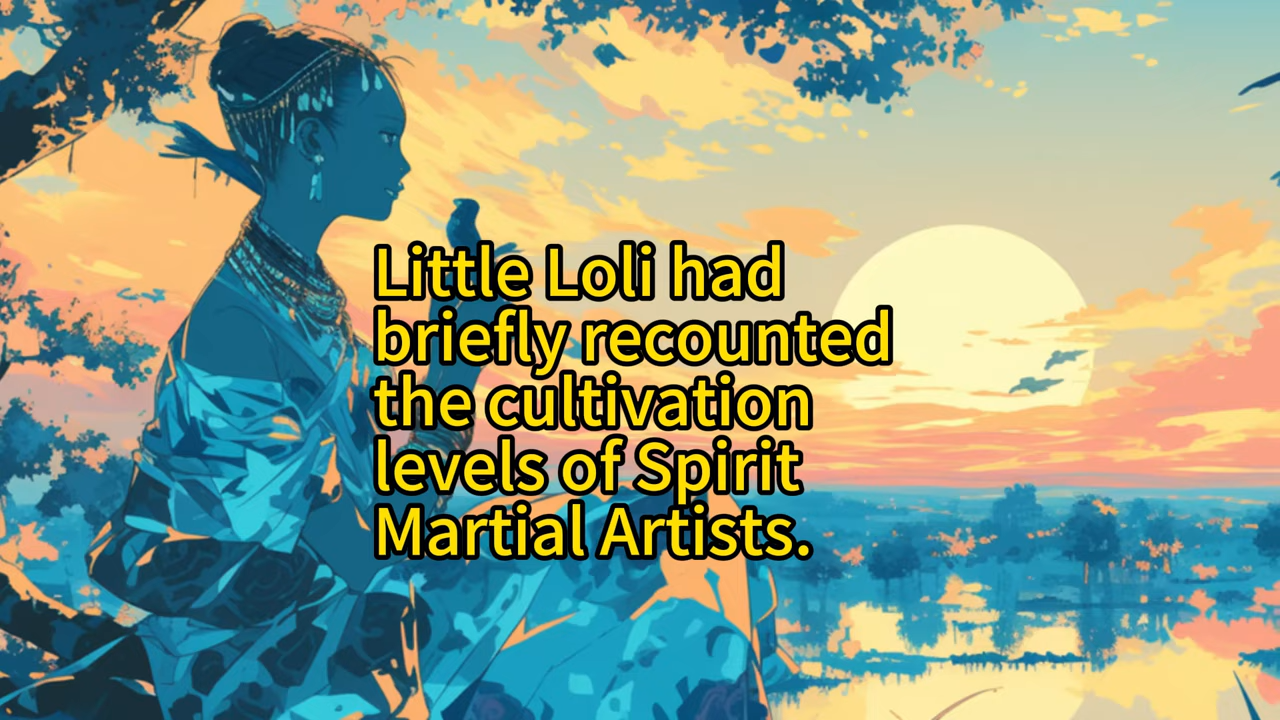 Little Loli had
briefly recounted
the cultivation
levels of Spirit
Martial Artists.